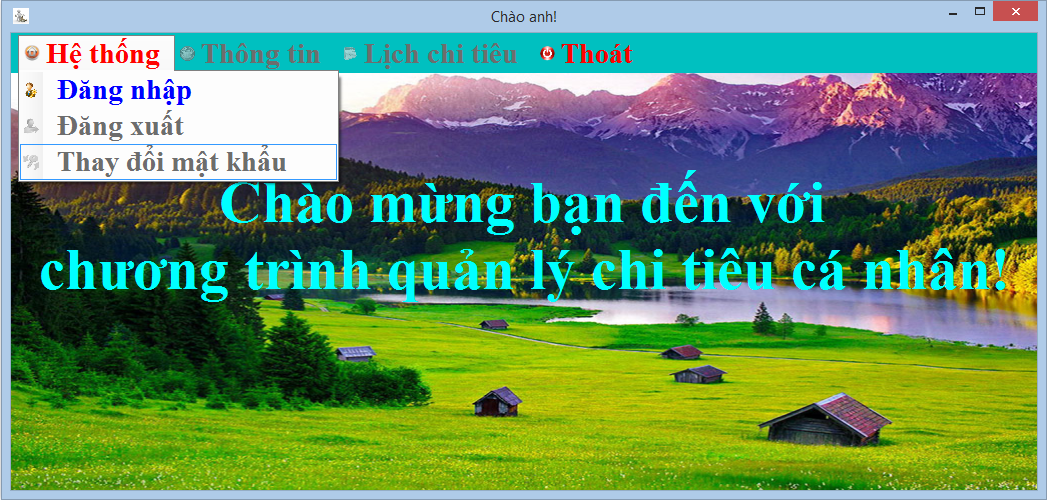 Chào anh!
Hệ thống Thông tin Lịch chi tiêu Thoát
Đăng nhập
Đăng xuất
Thay đổi mật khẩu
Chào mừng bạn đến với
chương trình quản lý chi tiêu cá nhân!